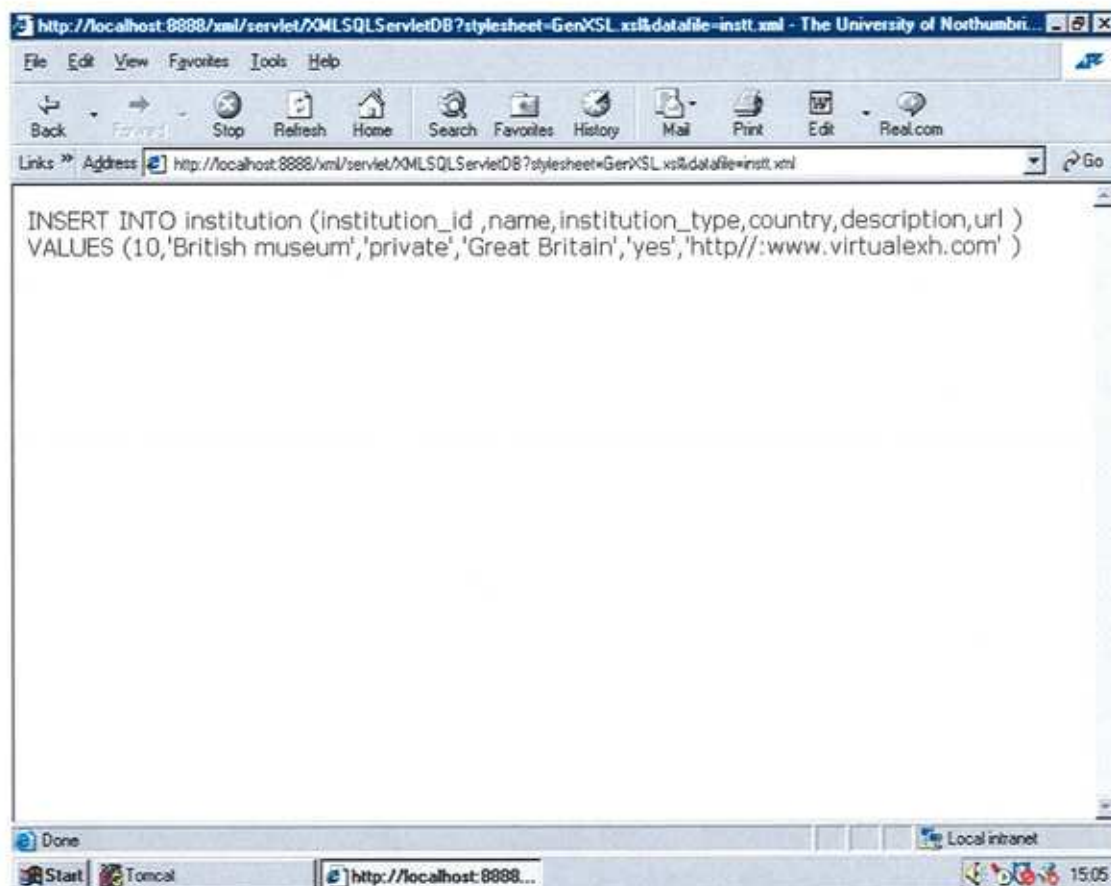 http://localhost:8888/xml/servlet/XMLSQLServletDB?stylesheet=GenXSL.xsl&datafile=instt.xml - The University of Northumbri...
File Edit View Favorites Tools Help
Back Forward Stop Refresh Home Search Favorites History Mail Print Edit Real.com
Links » Address http://localhost:8888/xml/servlet/XMLSQLServletDB?stylesheet=GenXSL.xsl&datafile=instt.xml Go
INSERT INTO institution (institution_id ,name,institution_type,country,description,url )
VALUES (10,'British museum','private','Great Britain','yes','http//:www.virtualexh.com' )
Done Local intranet
Start Tomcat http://localhost:8888... 15:05